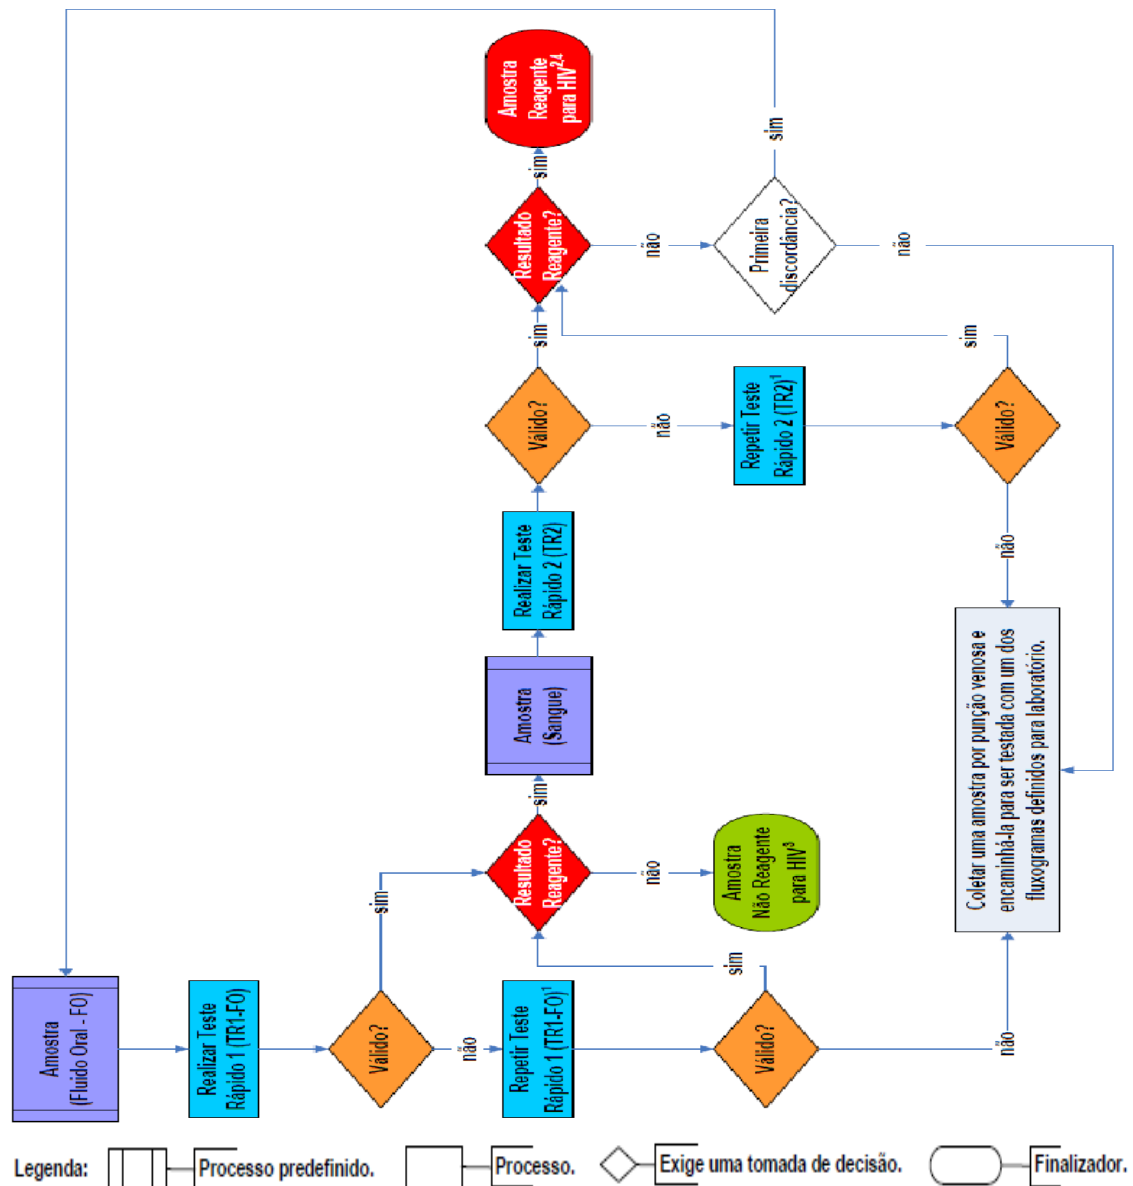 Amostra
(Fluido Oral - FO)
Realizar Teste
Rápido 1 (TR1-FO)
Válido?
sim
não
Repetir Teste
Rápido 1 (TR1-FO)¹
Válido?
sim
não
Resultado
Reagente?
sim
não
Amostra
Não Reagente
para HIV³
Amostra
(Sangue)
Realizar Teste
Rápido 2 (TR2)
Válido?
sim
não
Repetir Teste
Rápido 2 (TR2)¹
Válido?
sim
não
Resultado
Reagente?
sim
não
Amostra
Reagente
para HIV²,⁴
Primeira
discordância?
sim
não
Coletar uma amostra por punção venosa e
encaminhá-la para ser testada com um dos
fluxogramas definidos para laboratório.
Legenda:
Processo predefinido.
Processo.
Exige uma tomada de decisão.
Finalizador.